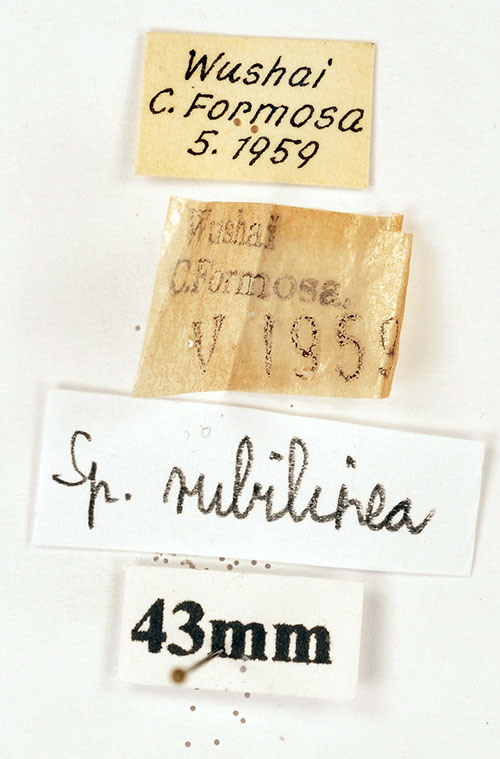 Wushai
C. Formosa
5. 1959
Wushai
C. Formosa.
V 1959
Sp. rubilinea
43mm